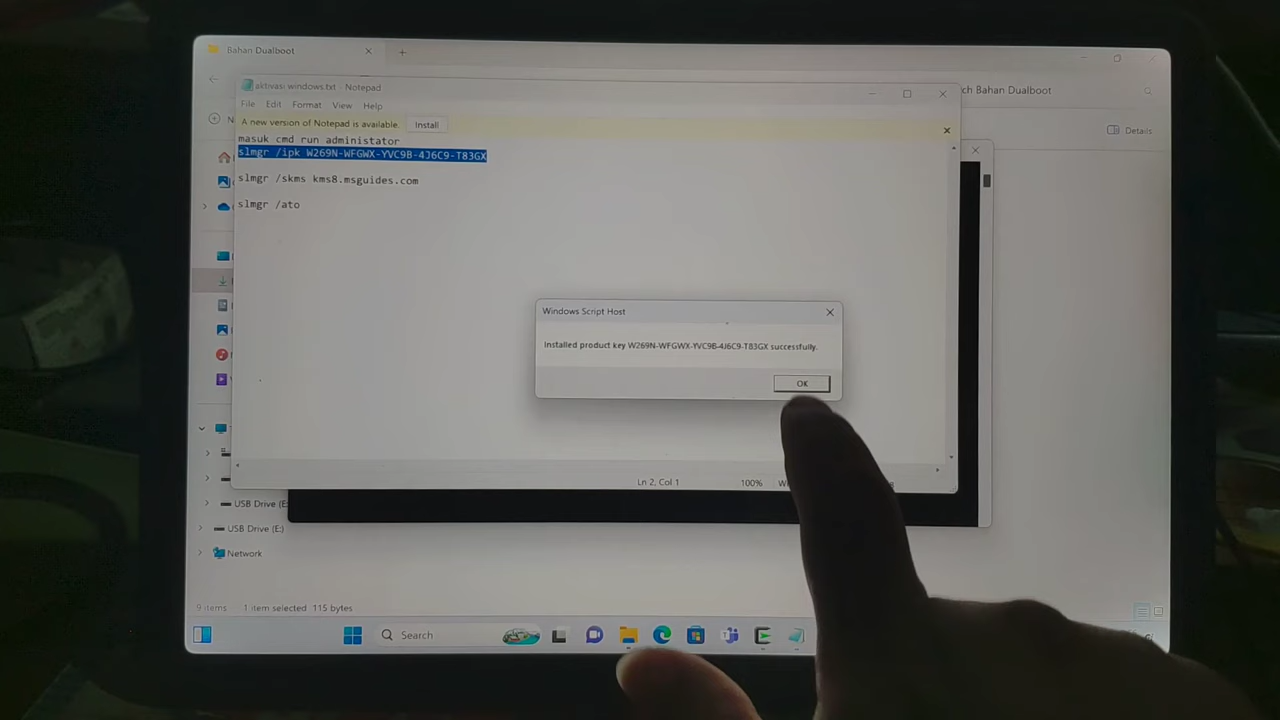 Bahan Dualboot
aktivasi windows.txt - Notepad
Bahan Dualboot
File Edit Format View Help
A new version of Notepad is available. Install
Details
masuk cmd run administator
slmgr /ipk W269N-WFGWX-YVC9B-4J6C9-T83GX
slmgr /skms kms8.msguides.com
slmgr /ato
Windows Script Host
Installed product key W269N-WFGWX-YVC9B-4J6C9-T83GX successfully.
OK
Ln 2, Col 1 100%
USB Drive (E:
USB Drive (E:)
Network
9 items 1 item selected 115 bytes
Search